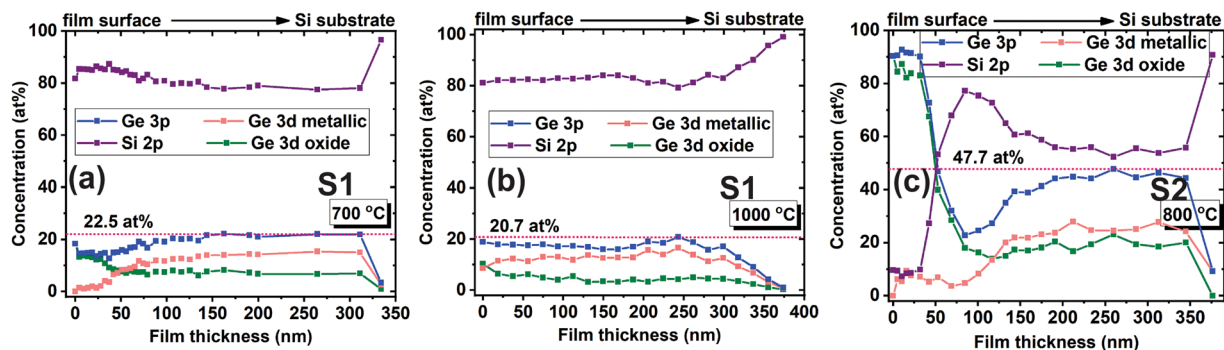 film surface Si substrate
100
80
60
40
20
0
Concentration (at%)
Ge 3p Ge 3d metallic
Si 2p Ge 3d oxide
(a)
S1
22.5 at%
700 °C
0 50 100 150 200 250 300 350
Film thickness (nm)
film surface Si substrate
100
80
60
40
20
0
Concentration (at%)
Ge 3p Ge 3d metallic
Si 2p Ge 3d oxide
(b)
S1
20.7 at%
1000 °C
0 50 100 150 200 250 300 350 400
Film thickness (nm)
film surface Si substrate
100
80
60
40
20
0
Concentration (at%)
Ge 3p Ge 3d metallic
Si 2p Ge 3d oxide
47.7 at%
(c)
S2
800 °C
0 50 100 150 200 250 300 350
Film thickness (nm)